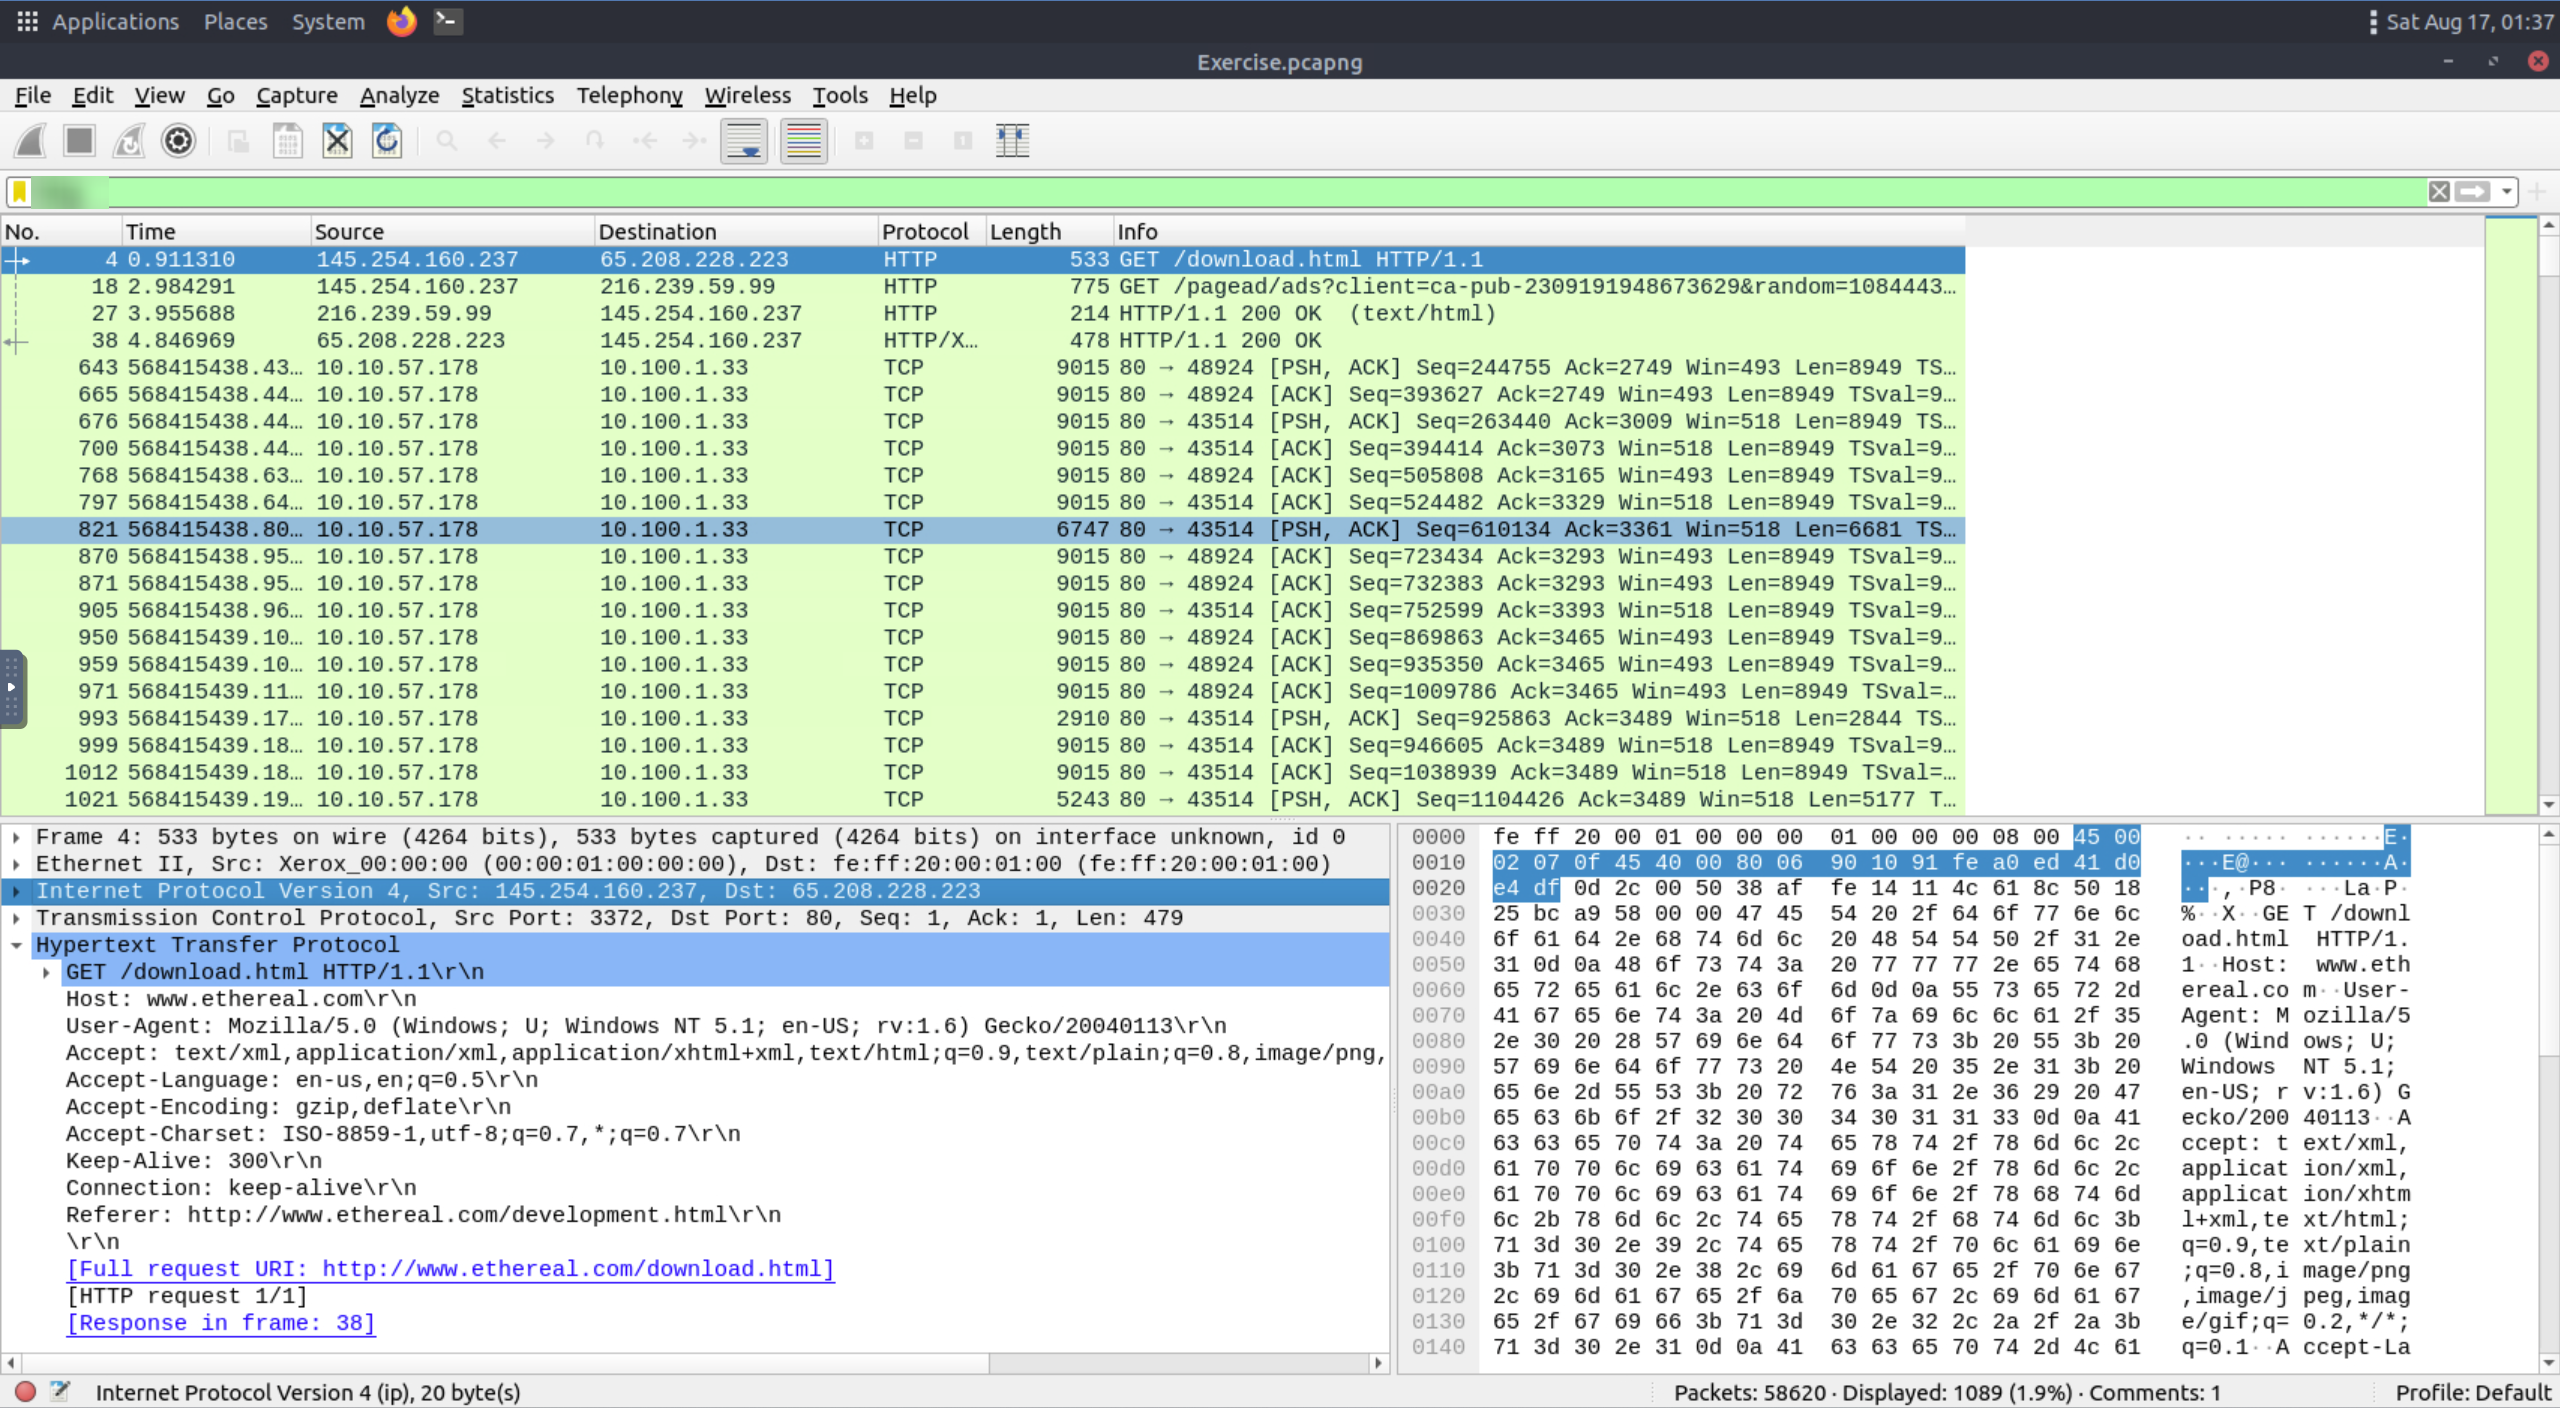 Applications Places System Sat Aug 17, 01:37
Exercise.pcapng
File Edit View Go Capture Analyze Statistics Telephony Wireless Tools Help
No. Time Source Destination Protocol Length Info
4 0.911310 145.254.160.237 65.208.228.223 HTTP 533 GET /download.html HTTP/1.1
18 2.984291 145.254.160.237 216.239.59.99 HTTP 775 GET /pagead/ads?client=ca-pub-2309191948673629&random=1084443…
27 3.955688 216.239.59.99 145.254.160.237 HTTP 214 HTTP/1.1 200 OK (text/html)
38 4.846969 65.208.228.223 145.254.160.237 HTTP/X… 478 HTTP/1.1 200 OK
643 568415438.43… 10.10.57.178 10.100.1.33 TCP 9015 80 → 48924 [PSH, ACK] Seq=244755 Ack=2749 Win=493 Len=8949 TS…
665 568415438.44… 10.10.57.178 10.100.1.33 TCP 9015 80 → 48924 [ACK] Seq=393627 Ack=2749 Win=493 Len=8949 TSval=9…
676 568415438.44… 10.10.57.178 10.100.1.33 TCP 9015 80 → 43514 [PSH, ACK] Seq=263440 Ack=3009 Win=518 Len=8949 TS…
700 568415438.44… 10.10.57.178 10.100.1.33 TCP 9015 80 → 43514 [ACK] Seq=394414 Ack=3073 Win=518 Len=8949 TSval=9…
768 568415438.63… 10.10.57.178 10.100.1.33 TCP 9015 80 → 48924 [ACK] Seq=505808 Ack=3165 Win=493 Len=8949 TSval=9…
797 568415438.64… 10.10.57.178 10.100.1.33 TCP 9015 80 → 43514 [ACK] Seq=524482 Ack=3329 Win=518 Len=8949 TSval=9…
821 568415438.80… 10.10.57.178 10.100.1.33 TCP 6747 80 → 43514 [PSH, ACK] Seq=610134 Ack=3361 Win=518 Len=6681 TS…
870 568415438.95… 10.10.57.178 10.100.1.33 TCP 9015 80 → 48924 [ACK] Seq=723434 Ack=3293 Win=493 Len=8949 TSval=9…
871 568415438.95… 10.10.57.178 10.100.1.33 TCP 9015 80 → 48924 [ACK] Seq=732383 Ack=3293 Win=493 Len=8949 TSval=9…
905 568415438.96… 10.10.57.178 10.100.1.33 TCP 9015 80 → 43514 [ACK] Seq=752599 Ack=3393 Win=518 Len=8949 TSval=9…
950 568415439.10… 10.10.57.178 10.100.1.33 TCP 9015 80 → 48924 [ACK] Seq=869863 Ack=3465 Win=493 Len=8949 TSval=9…
959 568415439.10… 10.10.57.178 10.100.1.33 TCP 9015 80 → 48924 [ACK] Seq=935350 Ack=3465 Win=493 Len=8949 TSval=9…
971 568415439.11… 10.10.57.178 10.100.1.33 TCP 9015 80 → 48924 [ACK] Seq=1009786 Ack=3465 Win=493 Len=8949 TSval=…
993 568415439.17… 10.10.57.178 10.100.1.33 TCP 2910 80 → 43514 [PSH, ACK] Seq=925863 Ack=3489 Win=518 Len=2844 TS…
999 568415439.18… 10.10.57.178 10.100.1.33 TCP 9015 80 → 43514 [ACK] Seq=946605 Ack=3489 Win=518 Len=8949 TSval=9…
1012 568415439.18… 10.10.57.178 10.100.1.33 TCP 9015 80 → 43514 [ACK] Seq=1038939 Ack=3489 Win=518 Len=8949 TSval=…
1021 568415439.19… 10.10.57.178 10.100.1.33 TCP 5243 80 → 43514 [PSH, ACK] Seq=1104426 Ack=3489 Win=518 Len=5177 T…
Frame 4: 533 bytes on wire (4264 bits), 533 bytes captured (4264 bits) on interface unknown, id 0
Ethernet II, Src: Xerox_00:00:00 (00:00:01:00:00:00), Dst: fe:ff:20:00:01:00 (fe:ff:20:00:01:00)
Internet Protocol Version 4, Src: 145.254.160.237, Dst: 65.208.228.223
Transmission Control Protocol, Src Port: 3372, Dst Port: 80, Seq: 1, Ack: 1, Len: 479
Hypertext Transfer Protocol
GET /download.html HTTP/1.1\r\n
Host: www.ethereal.com\r\n
User-Agent: Mozilla/5.0 (Windows; U; Windows NT 5.1; en-US; rv:1.6) Gecko/20040113\r\n
Accept: text/xml,application/xml,application/xhtml+xml,text/html;q=0.9,text/plain;q=0.8,image/png,
Accept-Language: en-us,en;q=0.5\r\n
Accept-Encoding: gzip,deflate\r\n
Accept-Charset: ISO-8859-1,utf-8;q=0.7,*;q=0.7\r\n
Keep-Alive: 300\r\n
Connection: keep-alive\r\n
Referer: http://www.ethereal.com/development.html\r\n
\r\n
[Full request URI: http://www.ethereal.com/download.html]
[HTTP request 1/1]
[Response in frame: 38]
0000 fe ff 20 00 01 00 00 00 01 00 00 00 08 00 45 00 ·· ····· ······E·
0010 02 07 0f 45 40 00 80 06 90 10 91 fe a0 ed 41 d0 ···E@··· ······A·
0020 e4 df 0d 2c 00 50 38 af fe 14 11 4c 61 8c 50 18 ···,·P8· ···La·P·
0030 25 bc a9 58 00 00 47 45 54 20 2f 64 6f 77 6e 6c %··X··GE T /downl
0040 6f 61 64 2e 68 74 6d 6c 20 48 54 54 50 2f 31 2e oad.html HTTP/1.
0050 31 0d 0a 48 6f 73 74 3a 20 77 77 77 2e 65 74 68 1··Host: www.eth
0060 65 72 65 61 6c 2e 63 6f 6d 0d 0a 55 73 65 72 2d ereal.co m··User-
0070 41 67 65 6e 74 3a 20 4d 6f 7a 69 6c 6c 61 2f 35 Agent: M ozilla/5
0080 2e 30 20 28 57 69 6e 64 6f 77 73 3b 20 55 3b 20 .0 (Wind ows; U;
0090 57 69 6e 64 6f 77 73 20 4e 54 20 35 2e 31 3b 20 Windows NT 5.1;
00a0 65 6e 2d 55 53 3b 20 72 76 3a 31 2e 36 29 20 47 en-US; r v:1.6) G
00b0 65 63 6b 6f 2f 32 30 30 34 30 31 31 33 0d 0a 41 ecko/200 40113··A
00c0 63 63 65 70 74 3a 20 74 65 78 74 2f 78 6d 6c 2c ccept: t ext/xml,
00d0 61 70 70 6c 69 63 61 74 69 6f 6e 2f 78 6d 6c 2c applicat ion/xml,
00e0 61 70 70 6c 69 63 61 74 69 6f 6e 2f 78 68 74 6d applicat ion/xhtm
00f0 6c 2b 78 6d 6c 2c 74 65 78 74 2f 68 74 6d 6c 3b l+xml,te xt/html;
0100 71 3d 30 2e 39 2c 74 65 78 74 2f 70 6c 61 69 6e q=0.9,te xt/plain
0110 3b 71 3d 30 2e 38 2c 69 6d 61 67 65 2f 70 6e 67 ;q=0.8,i mage/png
0120 2c 69 6d 61 67 65 2f 6a 70 65 67 2c 69 6d 61 67 ,image/j peg,imag
0130 65 2f 67 69 66 3b 71 3d 30 2e 32 2c 2a 2f 2a 3b e/gif;q= 0.2,*/*;
0140 71 3d 30 2e 31 0d 0a 41 63 63 65 70 74 2d 4c 61 q=0.1··A ccept-La
Internet Protocol Version 4 (ip), 20 byte(s) Packets: 58620 · Displayed: 1089 (1.9%) · Comments: 1 Profile: Default